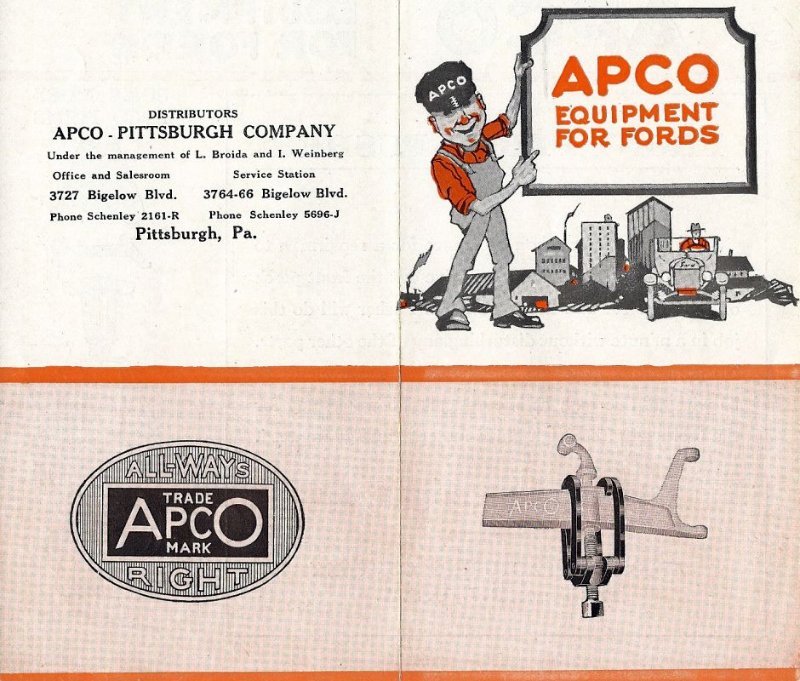 DISTRIBUTORS
APCO - PITTSBURGH COMPANY
Under the management of L. Broida and I. Weinberg
Office and Salesroom
3727 Bigelow Blvd.
Phone Schenley 2161-R
Service Station
3764-66 Bigelow Blvd.
Phone Schenley 5696-J
Pittsburgh, Pa.
APCO
APCO
EQUIPMENT
FOR FORDS
Ford
ALL-WAYS
TRADE
APCO
MARK
RIGHT
APCO